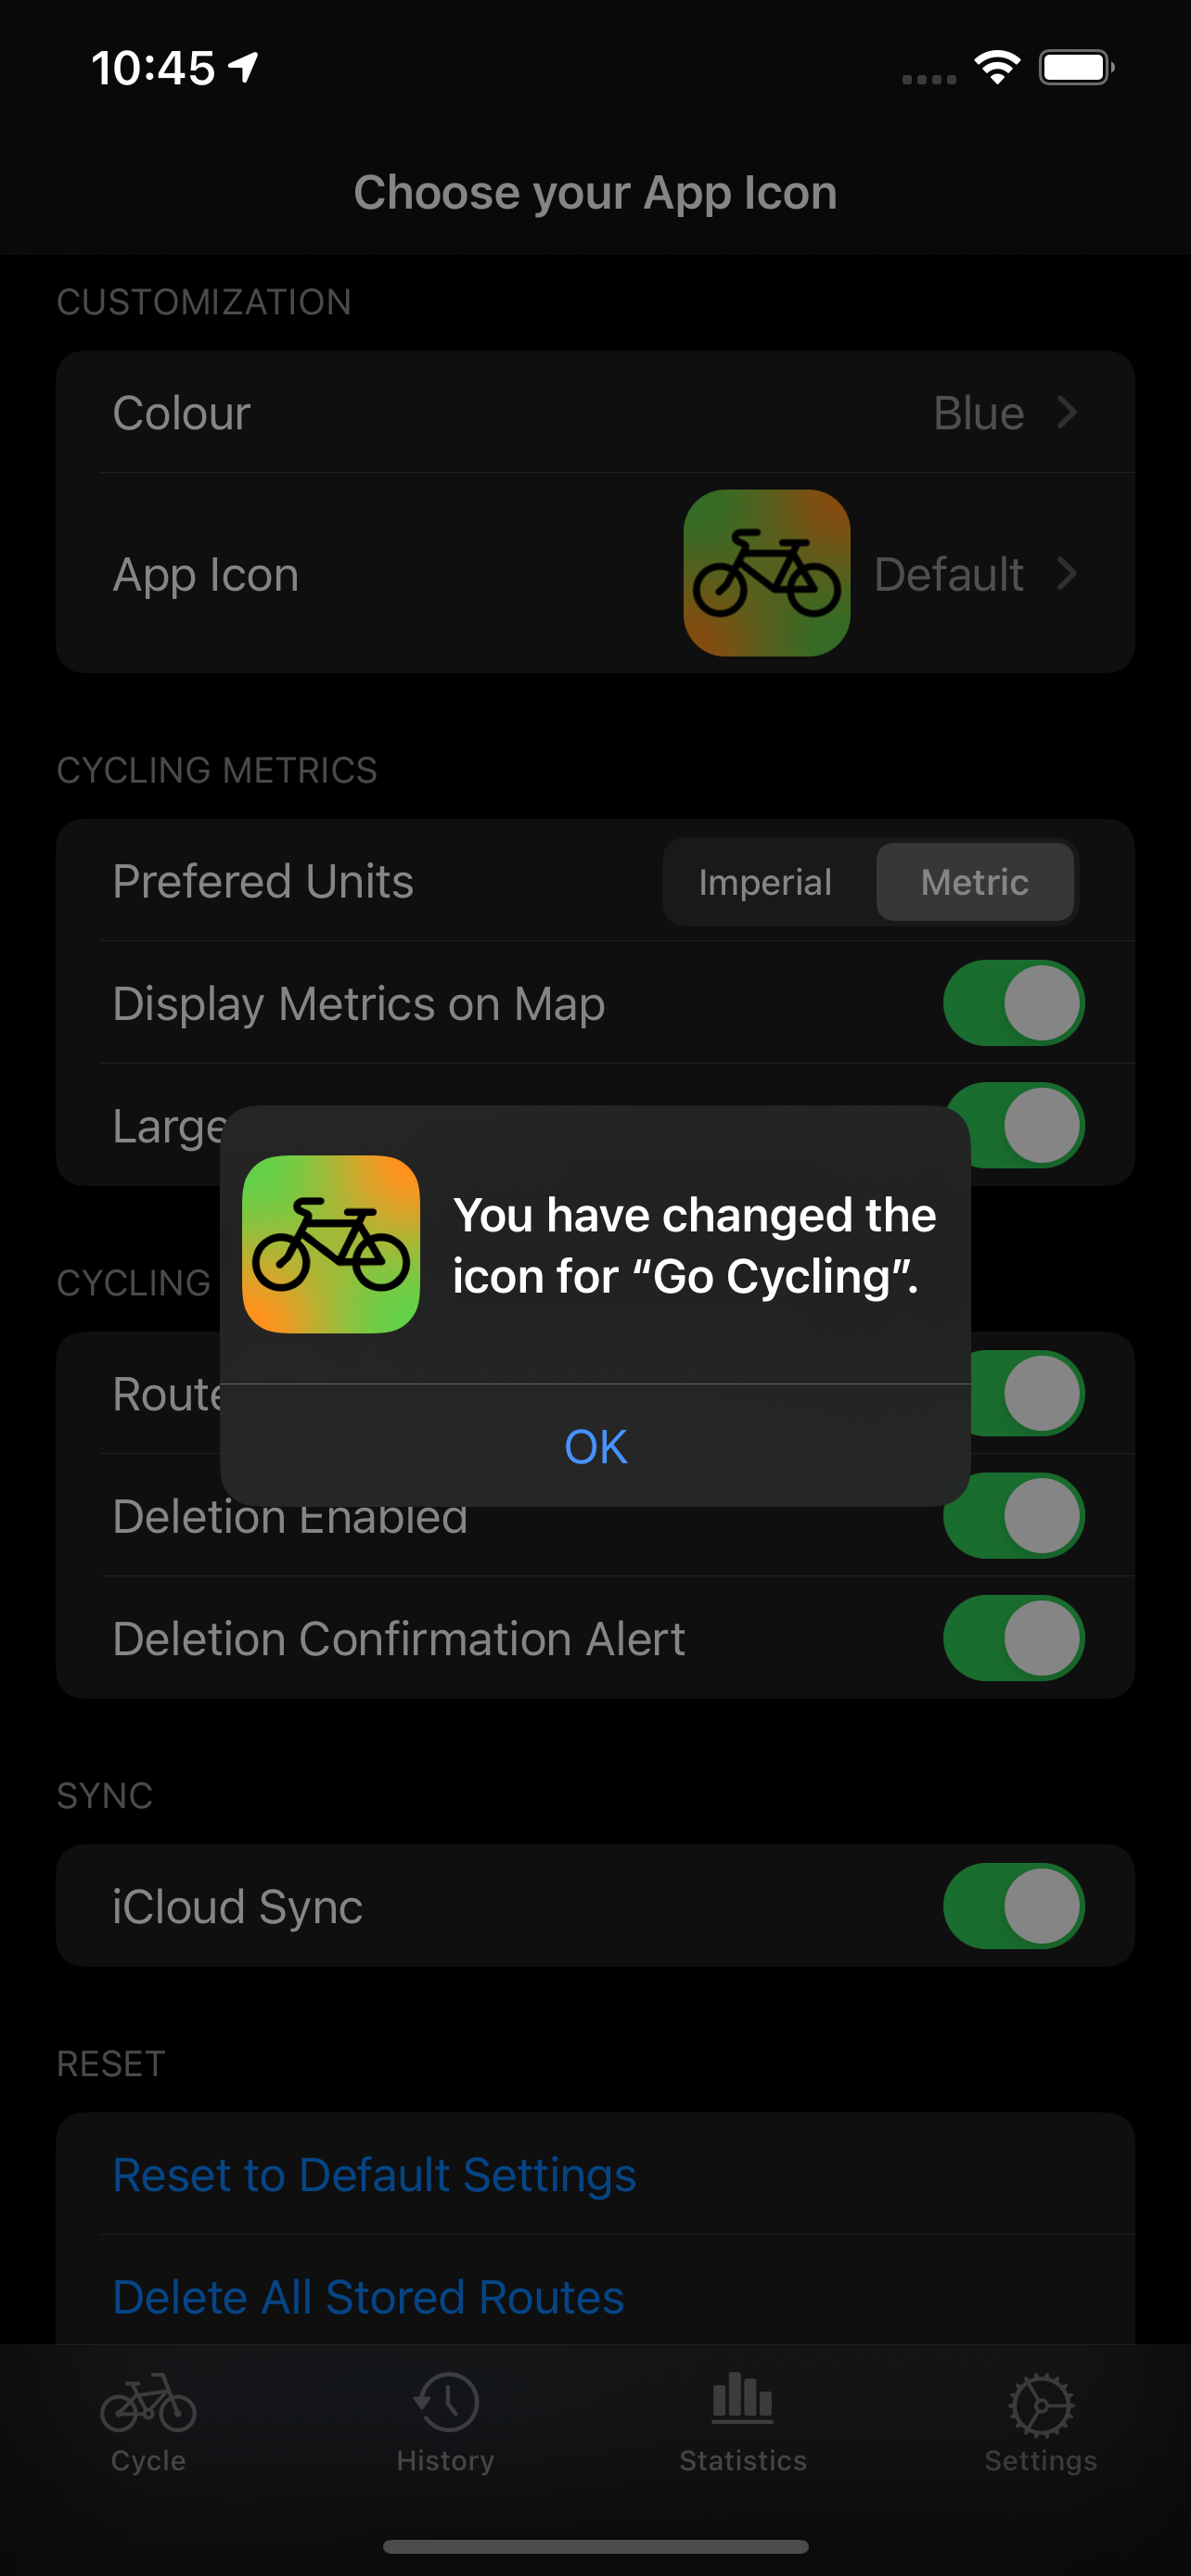 10:45
Choose your App Icon
CUSTOMIZATION
Colour Blue
App Icon Default
CYCLING METRICS
Prefered Units Imperial Metric
Display Metrics on Map
Large
You have changed the
icon for “Go Cycling”.
CYCLING
Route
OK
Deletion Enabled
Deletion Confirmation Alert
SYNC
iCloud Sync
RESET
Reset to Default Settings
Delete All Stored Routes
Cycle History Statistics Settings